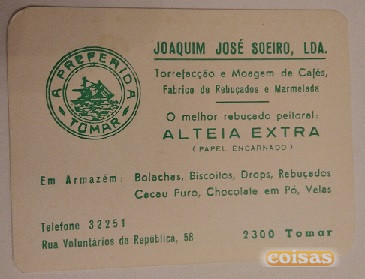 JOAQUIM JOSÉ SOEIRO, LDA.
A PREFERIDA
TOMAR
Torrefacção e Moagem de Cafés,
Fabrico de Rebuçados e Marmelada
O melhor rebuçado peitoral:
ALTEIA EXTRA
(PAPEL ENCARNADO)
Em Armazém: Bolachas, Biscoitos, Drops, Rebuçados
Cacau Puro, Chocolate em Pó, Velas
Telefone 32251
Rua Voluntários da República, 58
2300 Tomar
coisas